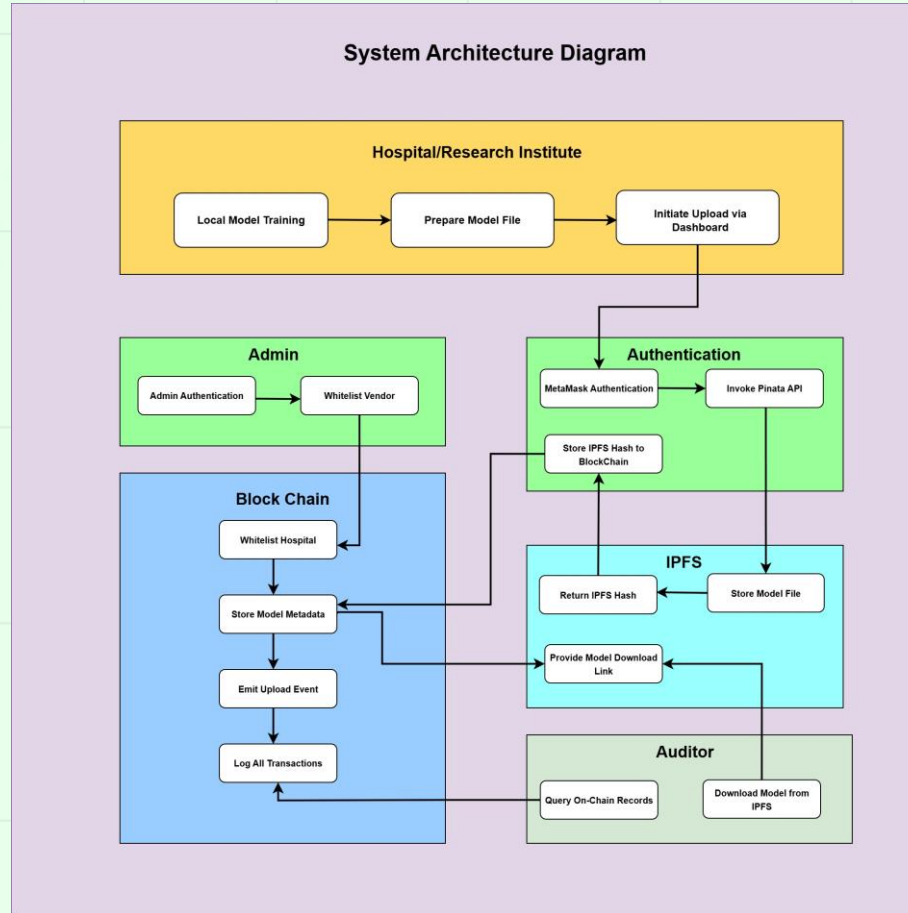 System Architecture Diagram
Hospital/Research Institute
Local Model Training
Prepare Model File
Initiate Upload via
Dashboard
Admin
Admin Authentication
Whitelist Vendor
Authentication
MetaMask Authentication
Invoke Pinata API
Store IPFS Hash to
BlockChain
Block Chain
Whitelist Hospital
Store Model Metadata
Emit Upload Event
Log All Transactions
IPFS
Return IPFS Hash
Store Model File
Provide Model Download
Link
Auditor
Query On-Chain Records
Download Model from
IPFS